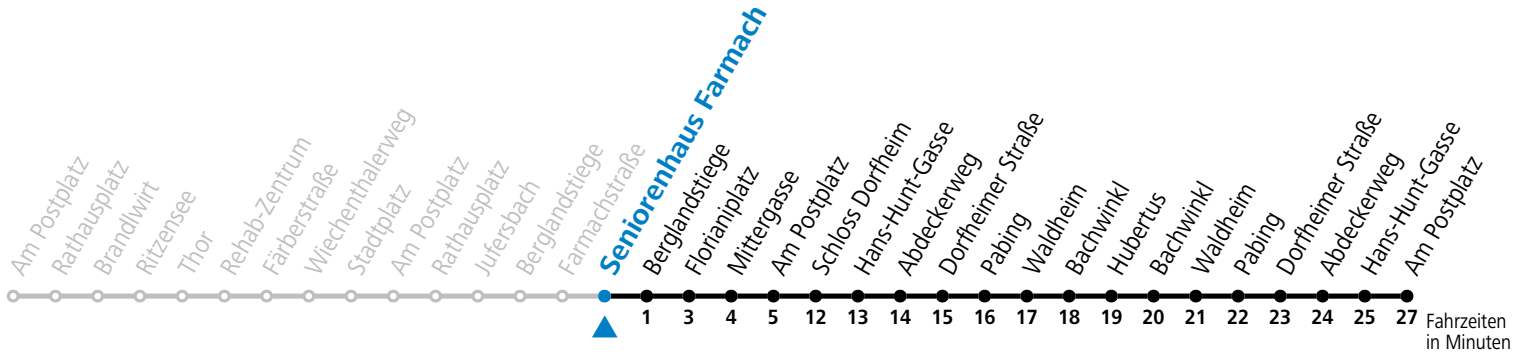 Am Postplatz
Rathausplatz
Brandlwirt
Ritzensee
Thor
Rehab-Zentrum
Färberstraße
Wiechenthalerweg
Stadtplatz
Am Postplatz
Rathausplatz
Jufersbach
Berglandstiege
Farmachstraße
Seniorenhaus Farmach
Berglandstiege
Florianiplatz
Mittergasse
Am Postplatz
Schloss Dorfheim
Hans-Hunt-Gasse
Abdeckerweg
Dorfheimer Straße
Pabing
Waldheim
Bachwinkl
Hubertus
Bachwinkl
Waldheim
Pabing
Dorfheimer Straße
Abdeckerweg
Hans-Hunt-Gasse
Am Postplatz
1 3 4 5 12 13 14 15 16 17 18 19 20 21 22 23 24 25 27
Fahrzeiten
in Minuten